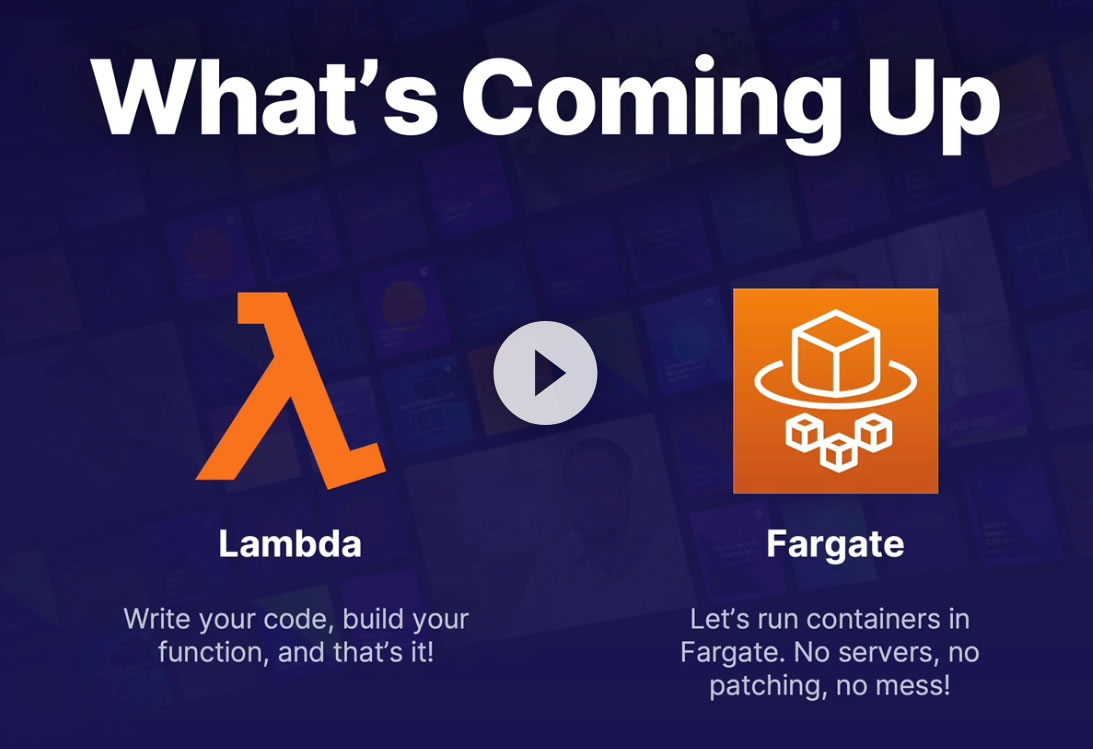 What’s Coming Up
Lambda
Write your code, build your
function, and that’s it!
Fargate
Let’s run containers in
Fargate. No servers, no
patching, no mess!